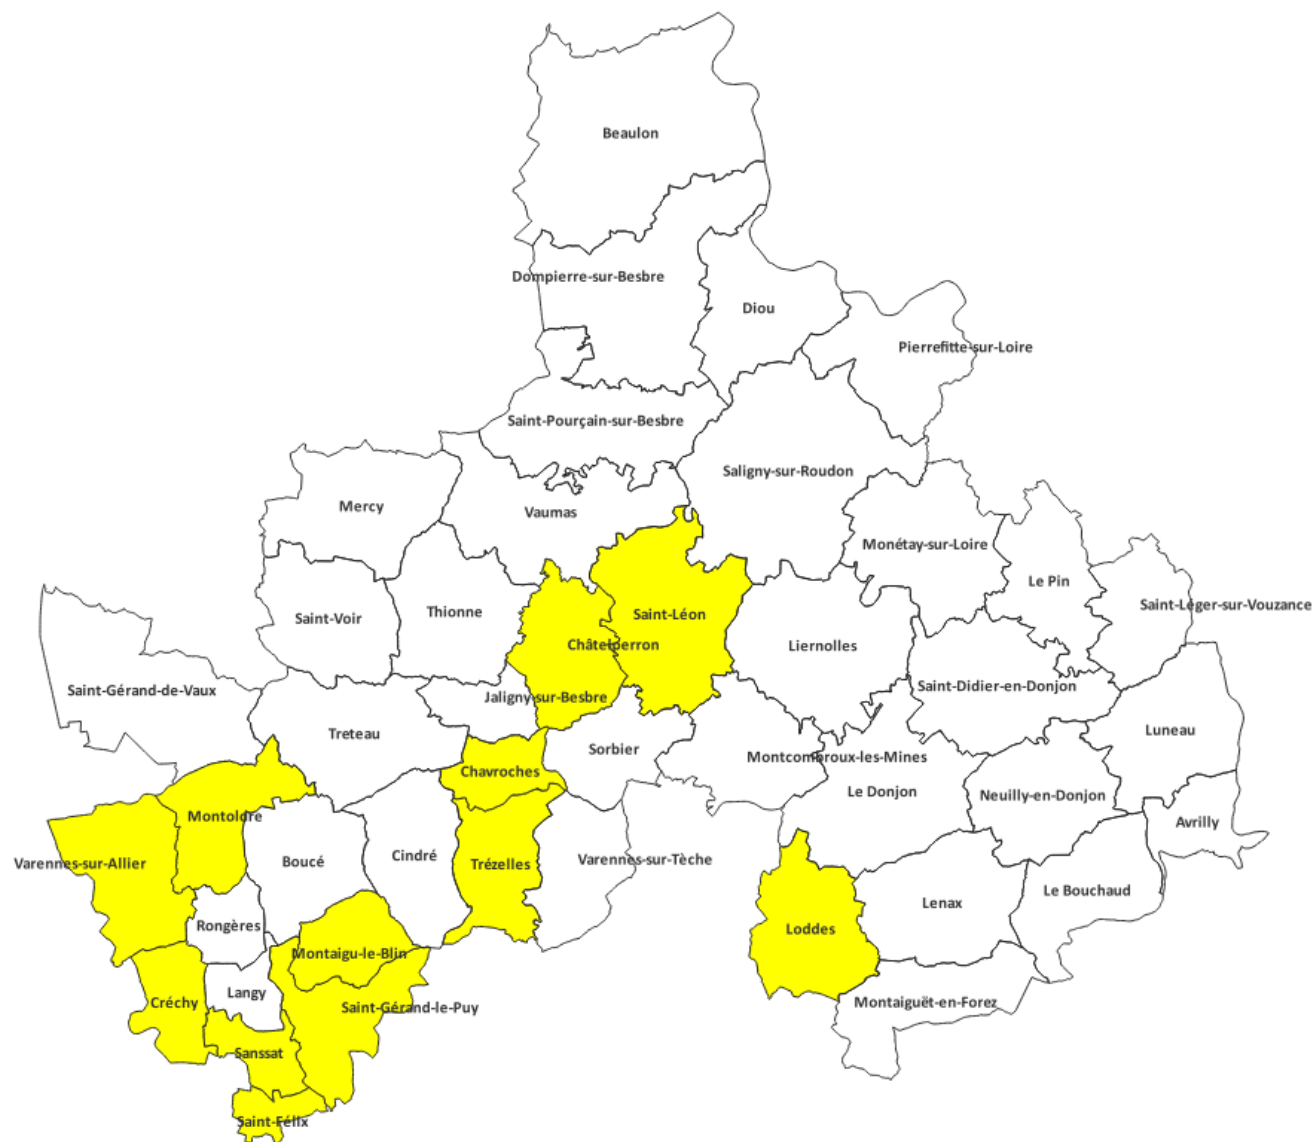 Beaulon
Dompierre-sur-Besbre
Diou
Pierrefitte-sur-Loire
Saint-Pourçain-sur-Besbre
Saligny-sur-Roudon
Mercy
Vaumas
Monétay-sur-Loire
Le Pin
Saint-Léger-sur-Vouzance
Saint-Voir
Thionne
Saint-Léon
Châtelperron
Liernolles
Saint-Gérand-de-Vaux
Jaligny-sur-Besbre
Saint-Didier-en-Donjon
Treteau
Sorbier
Luneau
Chavroches
Montcombroux-les-Mines
Le Donjon
Neuilly-en-Donjon
Montoldre
Avrilly
Varennes-sur-Allier
Boucé
Cindré
Trézelles
Varennes-sur-Tèche
Le Bouchaud
Rongères
Lenax
Loddes
Montaigu-le-Blin
Créchy
Langy
Saint-Gérand-le-Puy
Montaiguët-en-Forez
Sanssat
Saint-Félix